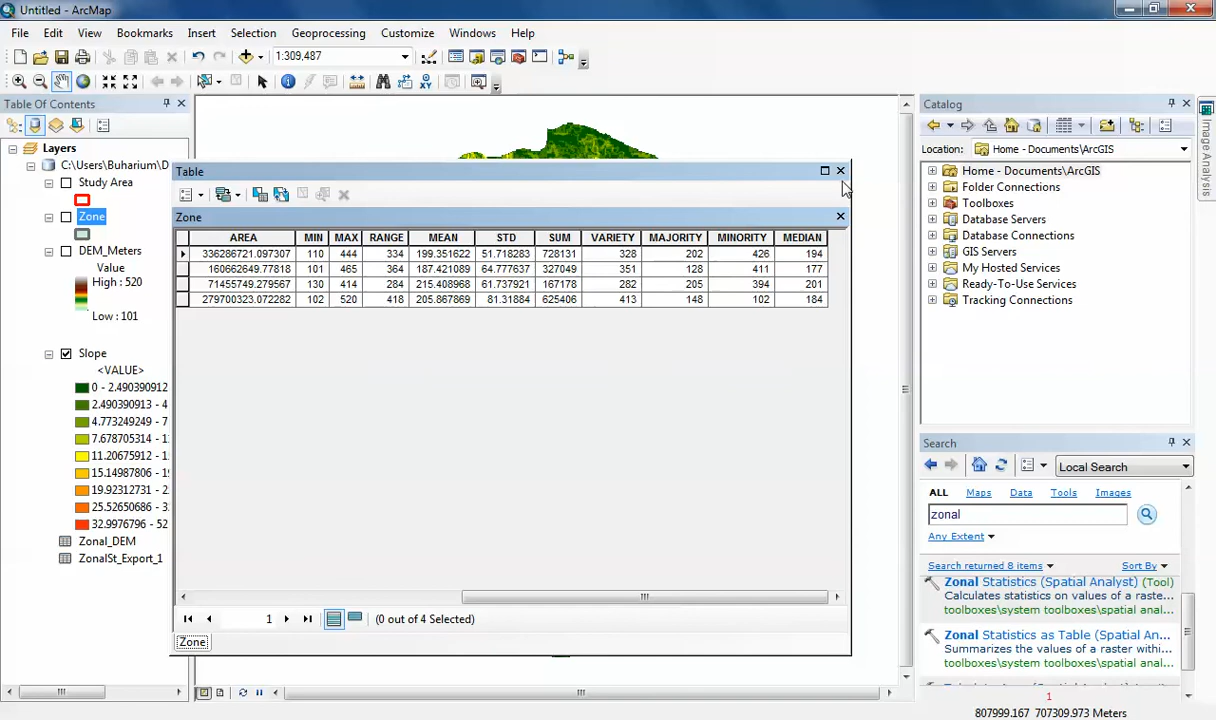 Untitled - ArcMap
File Edit View Bookmarks Insert Selection Geoprocessing Customize Windows Help
1:309,487
Table Of Contents
Layers
C:\Users\Buharium\D
Study Area
Zone
DEM_Meters
Value
High : 520
Low : 101
Slope
<VALUE>
0 - 2.490390912
2.490390913 - 4
4.773249249 - 7
7.678705314 - 1
11.20675912 - 1
15.14987806 - 1
19.92312731 - 2
25.52650686 - 3
32.9976796 - 52
Zonal_DEM
ZonalSt_Export_1
Table
Zone
AREA MIN MAX RANGE MEAN STD SUM VARIETY MAJORITY MINORITY MEDIAN
336286721.097307 110 444 334 199.351622 51.718283 728131 328 202 426 194
160662649.77818 101 465 364 187.421089 64.777637 327049 351 128 411 177
71455749.279567 130 414 284 215.408968 61.737921 167178 282 205 394 201
279700323.072282 102 520 418 205.867869 81.31884 625406 413 148 102 184
1 (0 out of 4 Selected)
Zone
Catalog
Location: Home - Documents\ArcGIS
Home - Documents\ArcGIS
Folder Connections
Toolboxes
Database Servers
Database Connections
GIS Servers
My Hosted Services
Ready-To-Use Services
Tracking Connections
Image Analysis
Search
Local Search
ALL Maps Data Tools Images
zonal
Any Extent
Search returned 8 items Sort By
Zonal Statistics (Spatial Analyst) (Tool)
Calculates statistics on values of a raste...
toolboxes\system toolboxes\spatial anal...
Zonal Statistics as Table (Spatial An...
Summarizes the values of a raster withi...
toolboxes\system toolboxes\spatial anal...
1
807999.167 707309.973 Meters